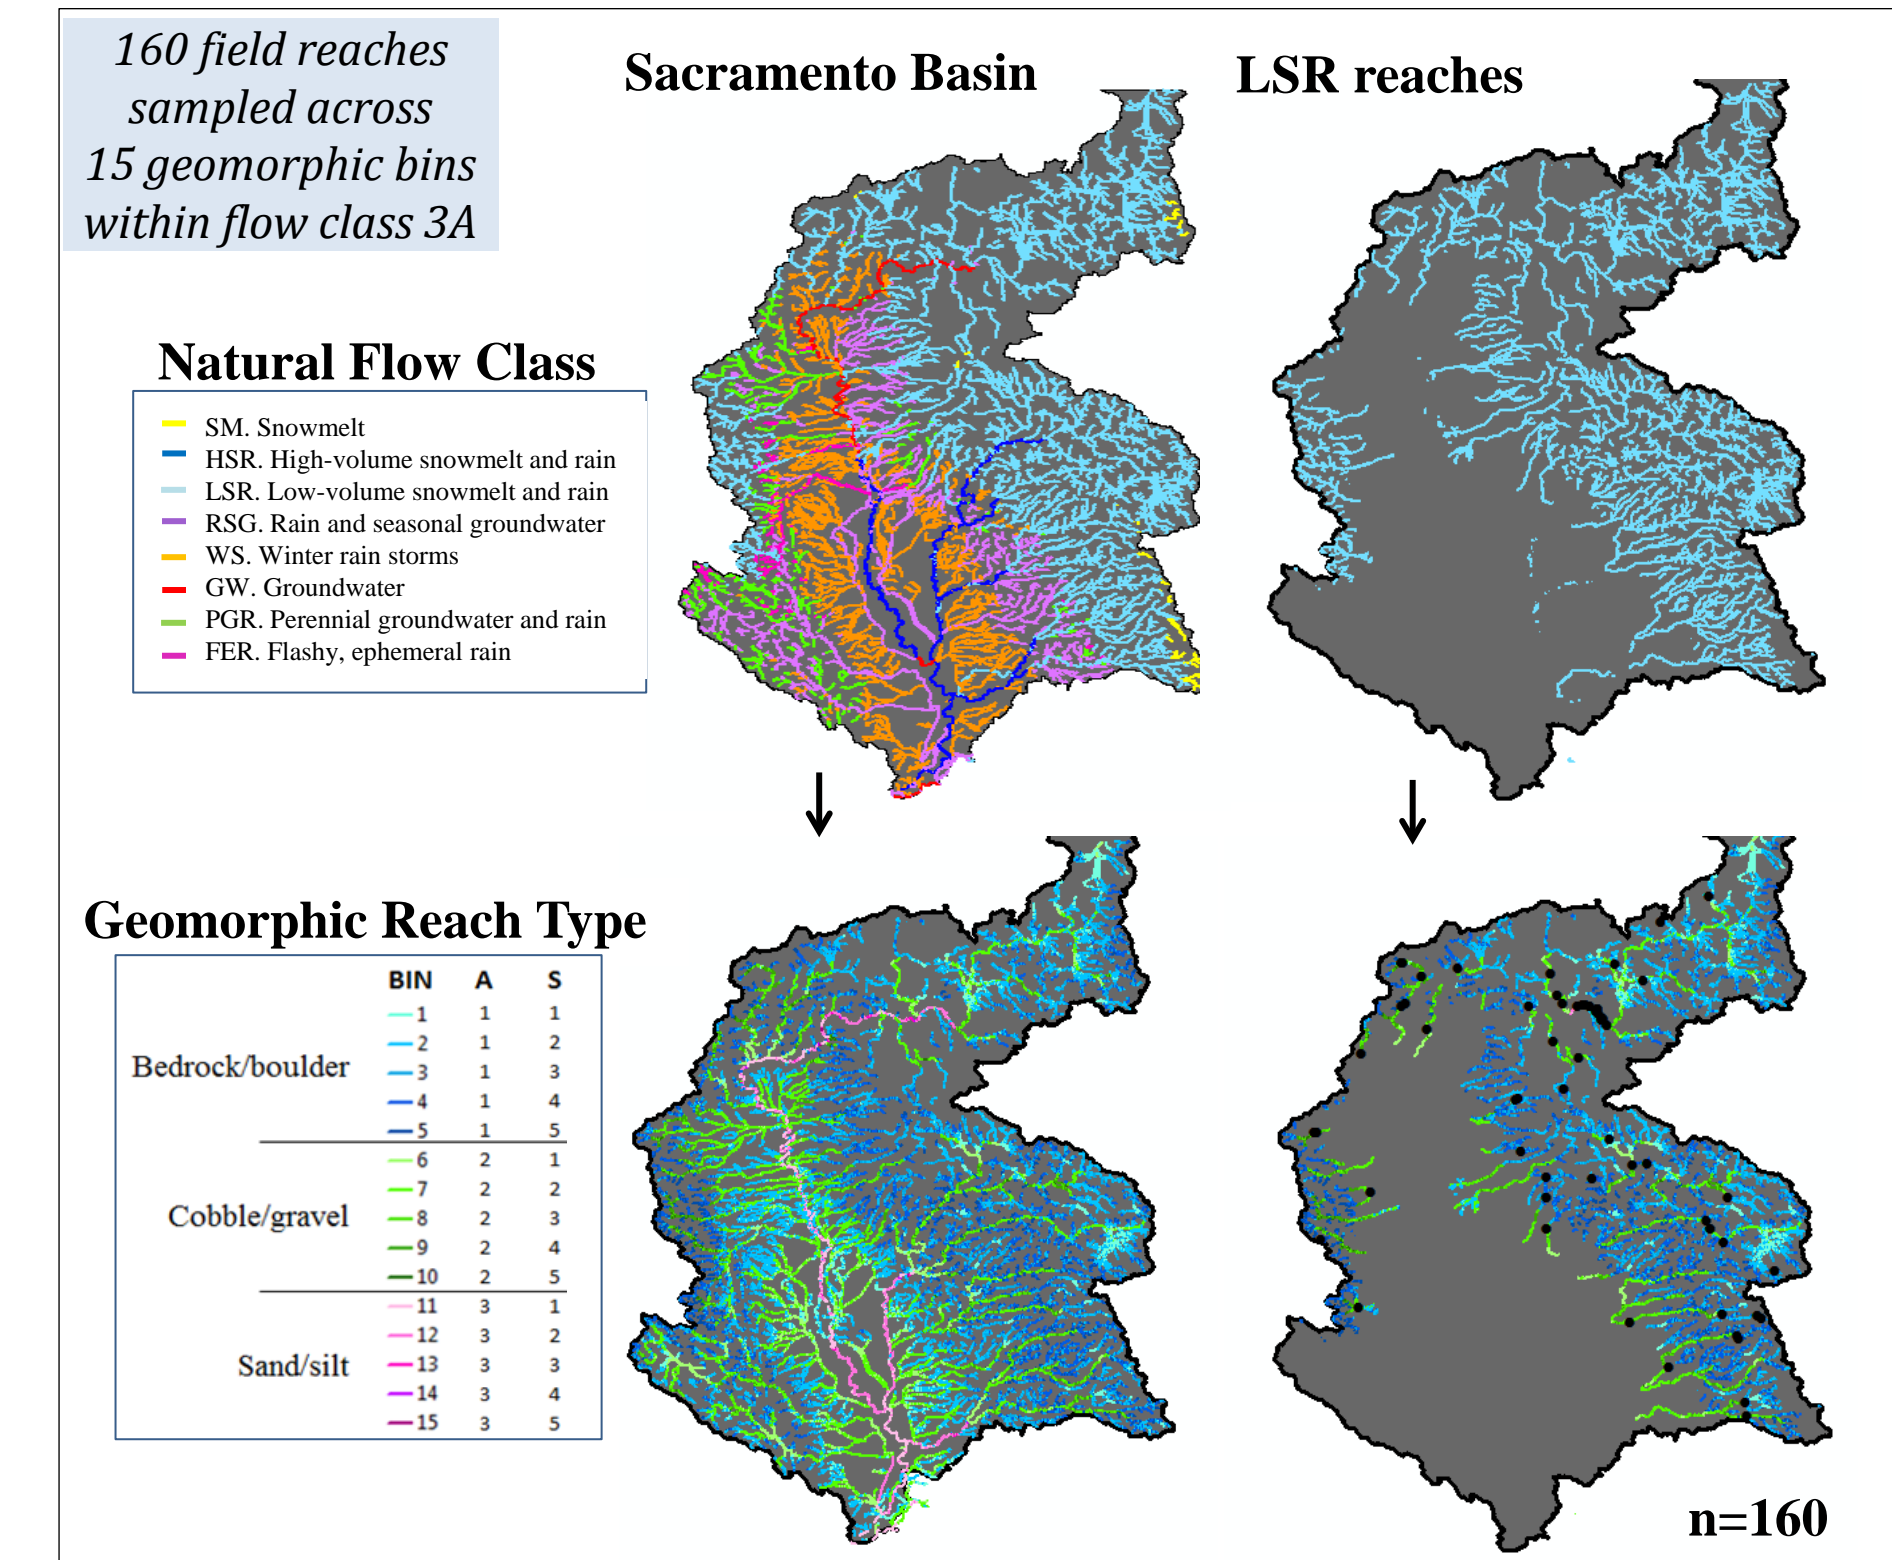 160 field reaches
sampled across
15 geomorphic bins
within flow class 3A
Sacramento Basin
LSR reaches
Natural Flow Class
SM. Snowmelt
HSR. High-volume snowmelt and rain
LSR. Low-volume snowmelt and rain
RSG. Rain and seasonal groundwater
WS. Winter rain storms
GW. Groundwater
PGR. Perennial groundwater and rain
FER. Flashy, ephemeral rain
Geomorphic Reach Type
BIN A S
1 1 1
2 1 2
Bedrock/boulder
3 1 3
4 1 4
5 1 5
6 2 1
7 2 2
Cobble/gravel
8 2 3
9 2 4
10 2 5
11 3 1
12 3 2
Sand/silt
13 3 3
14 3 4
15 3 5
n=160